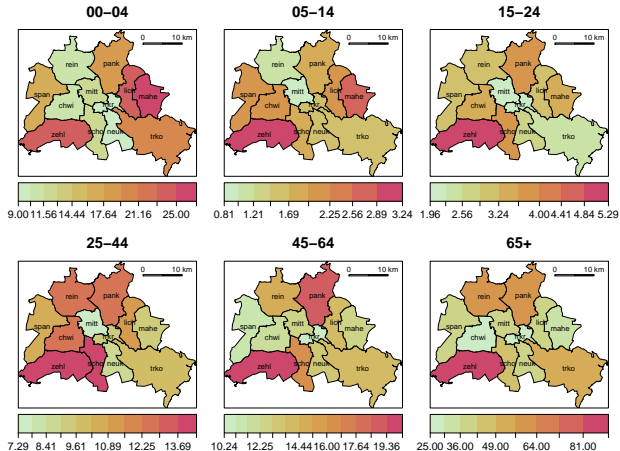 00−04 05−14 15−24
0 10 km 0 10 km 0 10 km
rein pank lich mahe span mitt chwi zehl scho neuk trko
rein pank lich mahe span mitt chwi zehl scho neuk trko
rein pank lich mahe span mitt chwi zehl scho neuk trko
9.00 11.56 14.44 17.64 21.16 25.00
0.81 1.21 1.69 2.25 2.56 2.89 3.24
1.96 2.56 3.24 4.00 4.41 4.84 5.29
25−44 45−64 65+
0 10 km 0 10 km 0 10 km
rein pank lich mahe span mitt chwi zehl scho neuk trko
rein pank lich mahe span mitt chwi zehl scho neuk trko
rein pank lich mahe span mitt chwi zehl scho neuk trko
7.29 8.41 9.61 10.89 12.25 13.69
10.24 12.25 14.44 16.00 17.64 19.36
25.00 36.00 49.00 64.00 81.00